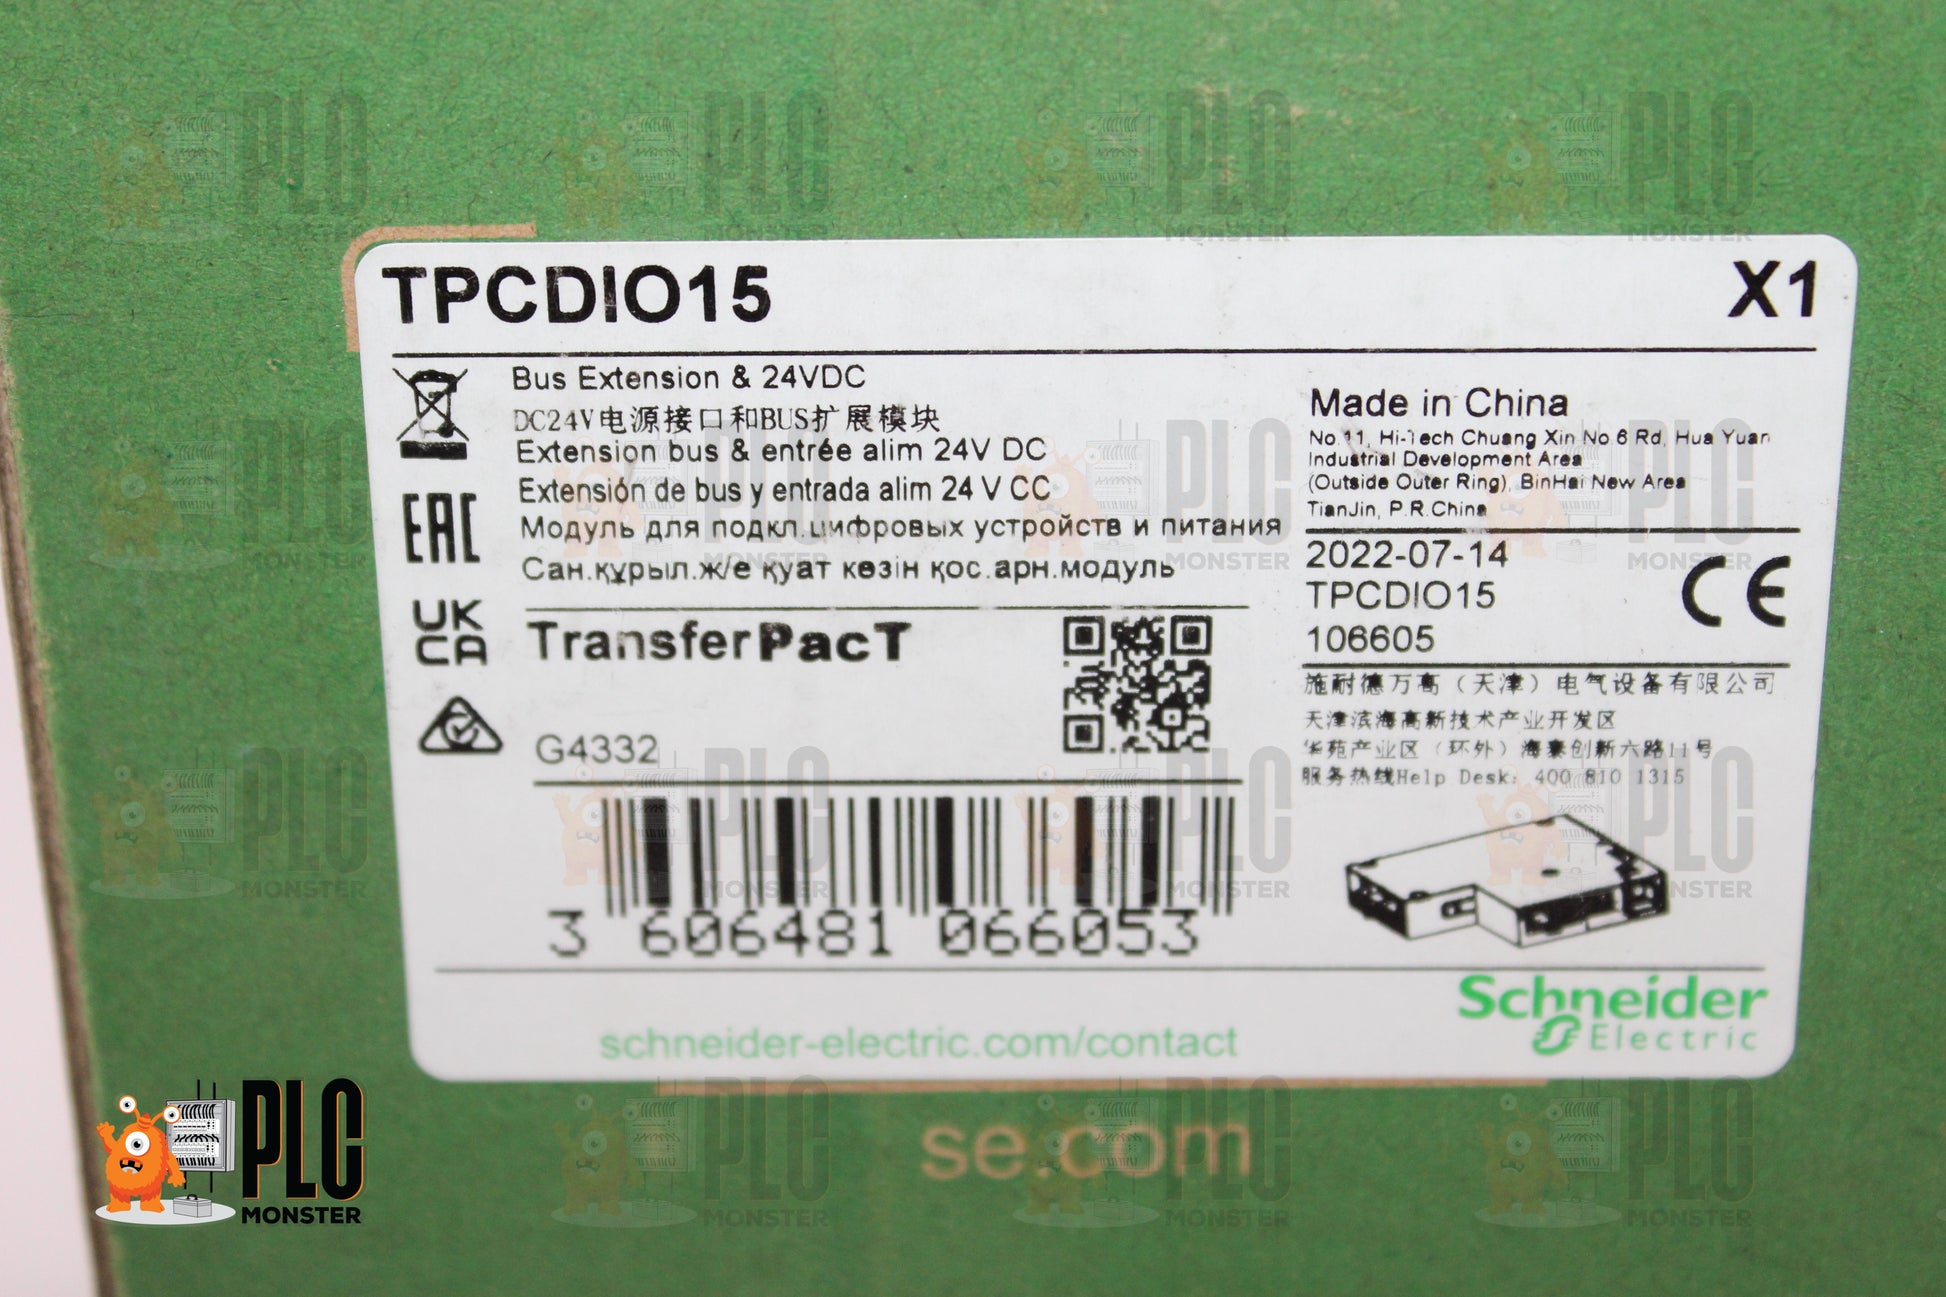 TPCDIO15
X1
Bus Extension & 24VDC
DC24V电源接口和BUS扩展模块
Extension bus & entrée alim 24V DC
Extensión de bus y entrada alim 24 V CC
Модуль для подкл.цифровых устройств и питания
Сан.құрыл.ж/е қуат көзін қос.арн.модуль
EAC
UK
CA
TransferPacT
G4332
3 606481 066053
Made in China
No.11, Hi-Tech Chuang Xin No.6 Rd, Hua Yuan
Industrial Development Area
(Outside Outer Ring), BinHai New Area
TianJin, P.R.China
2022-07-14
TPCDIO15
106605
CE
施耐德万高（天津）电气设备有限公司
天津滨海高新技术产业开发区
华苑产业区（环外）海泰创新六路11号
服务热线Help Desk: 400 810 1315
schneider-electric.com/contact
Schneider
Electric
se.com
PLC
MONSTER